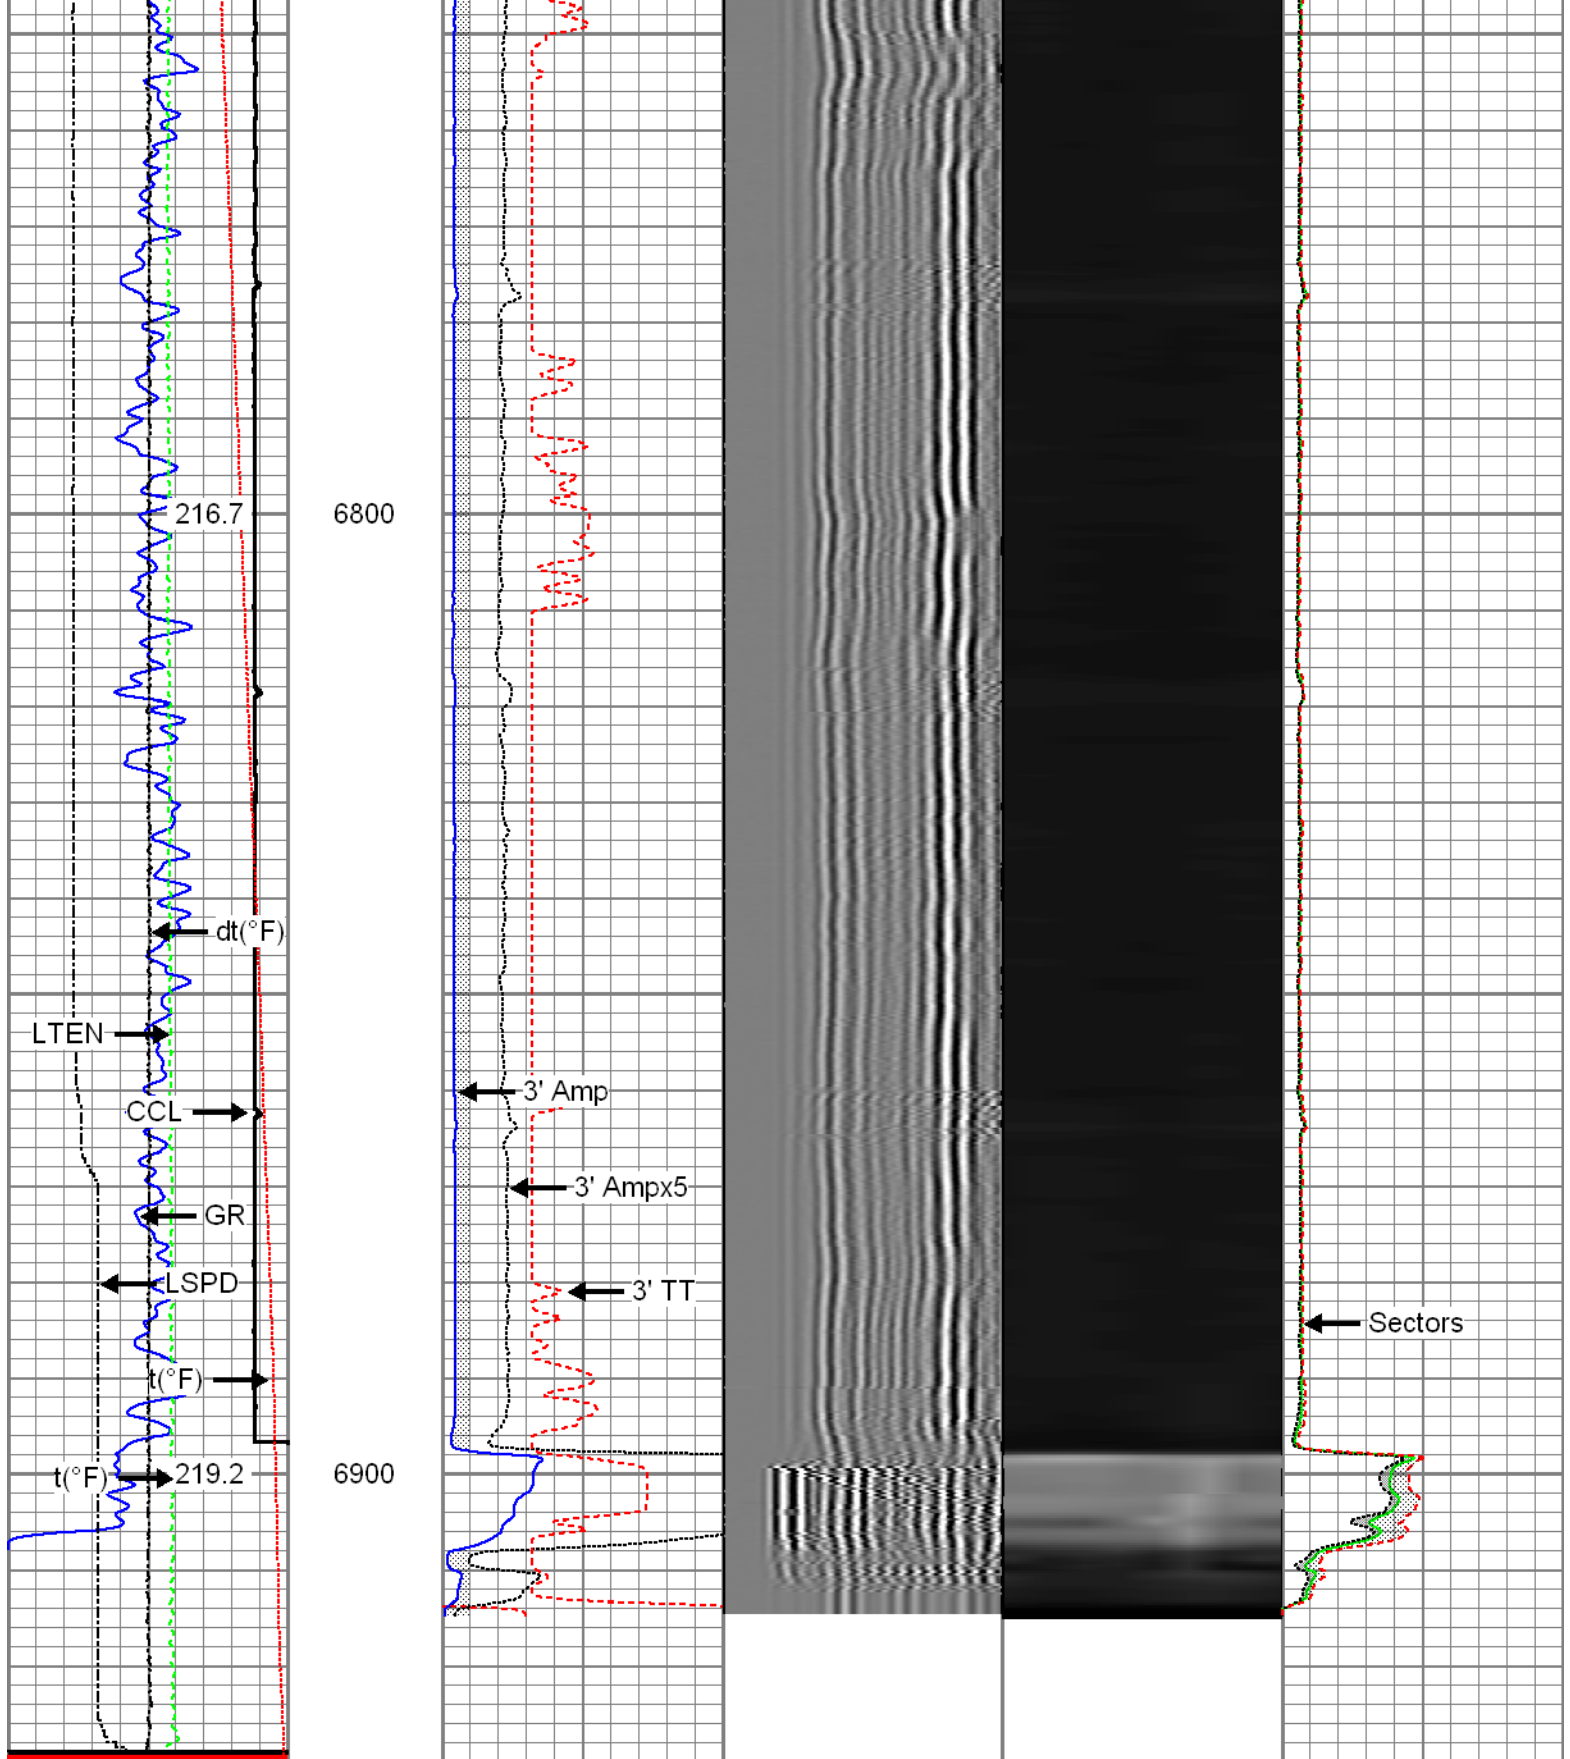 216.7
6800
dt(°F)
LTEN
3' Amp
CCL
3' Ampx5
GR
LSPD
3' TT
Sectors
t(°F)
t(°F)
219.2
6900